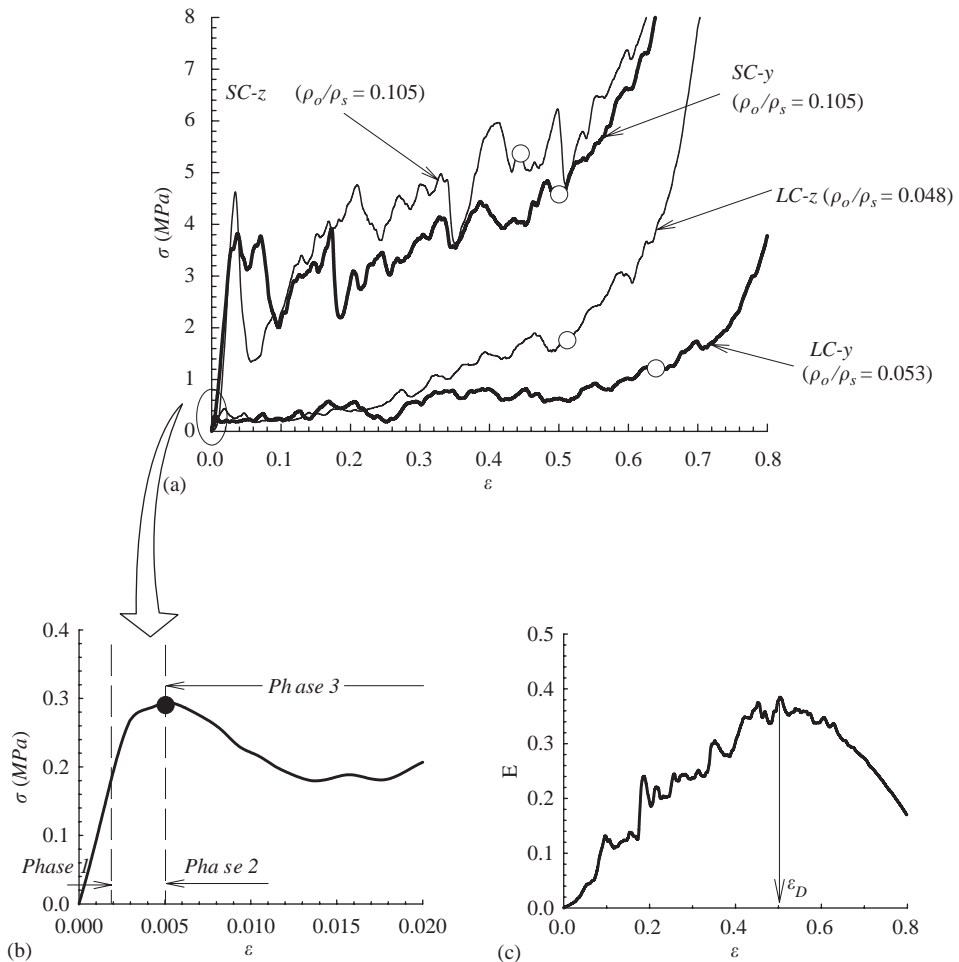 8
7
6
5
4
3
2
1
0
σ (MPa)
SC-z (ρo/ρs = 0.105)
SC-y
(ρo/ρs = 0.105)
LC-z (ρo/ρs = 0.048)
LC-y
(ρo/ρs = 0.053)
0.0 0.1 0.2 0.3 0.4 0.5 0.6 0.7 0.8
(a)
ε
0.4
0.3
0.2
0.1
0.0
σ (MPa)
Phase 3
Phase 1
Phase 2
0.000 0.005 0.010 0.015 0.020
(b)
ε
0.5
0.4
0.3
0.2
0.1
0.0
E
εD
0.0 0.2 0.4 0.6 0.8
(c)
ε